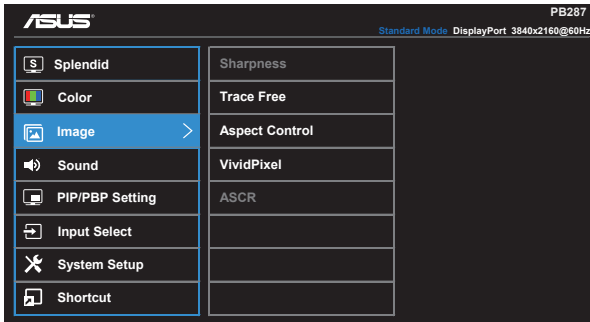 ASUS
PB287
Standard Mode DisplayPort 3840x2160@60Hz
S Splendid
Color
Image
Sound
PIP/PBP Setting
Input Select
System Setup
Shortcut
Sharpness
Trace Free
Aspect Control
VividPixel
ASCR